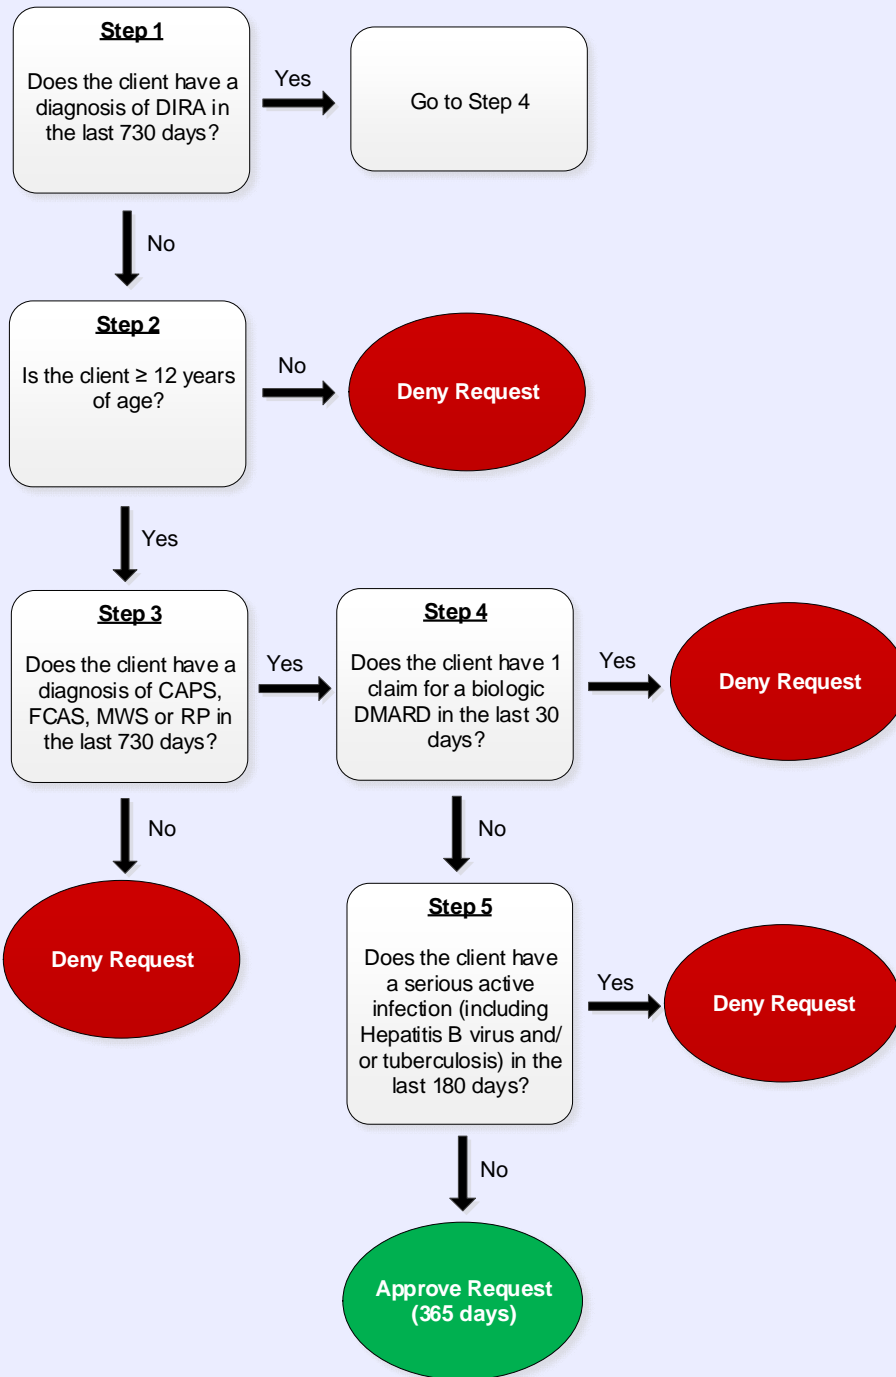 Step 1
Does the client have a
diagnosis of DIRA in
the last 730 days?
Yes
Go to Step 4
No
Step 2
Is the client ≥ 12 years
of age?
No
Deny Request
Yes
Step 3
Does the client have a
diagnosis of CAPS,
FCAS, MWS or RP in
the last 730 days?
Yes
Step 4
Does the client have 1
claim for a biologic
DMARD in the last 30
days?
Yes
Deny Request
No
Deny Request
No
Step 5
Does the client have
a serious active
infection (including
Hepatitis B virus and/
or tuberculosis) in the
last 180 days?
Yes
Deny Request
No
Approve Request
(365 days)